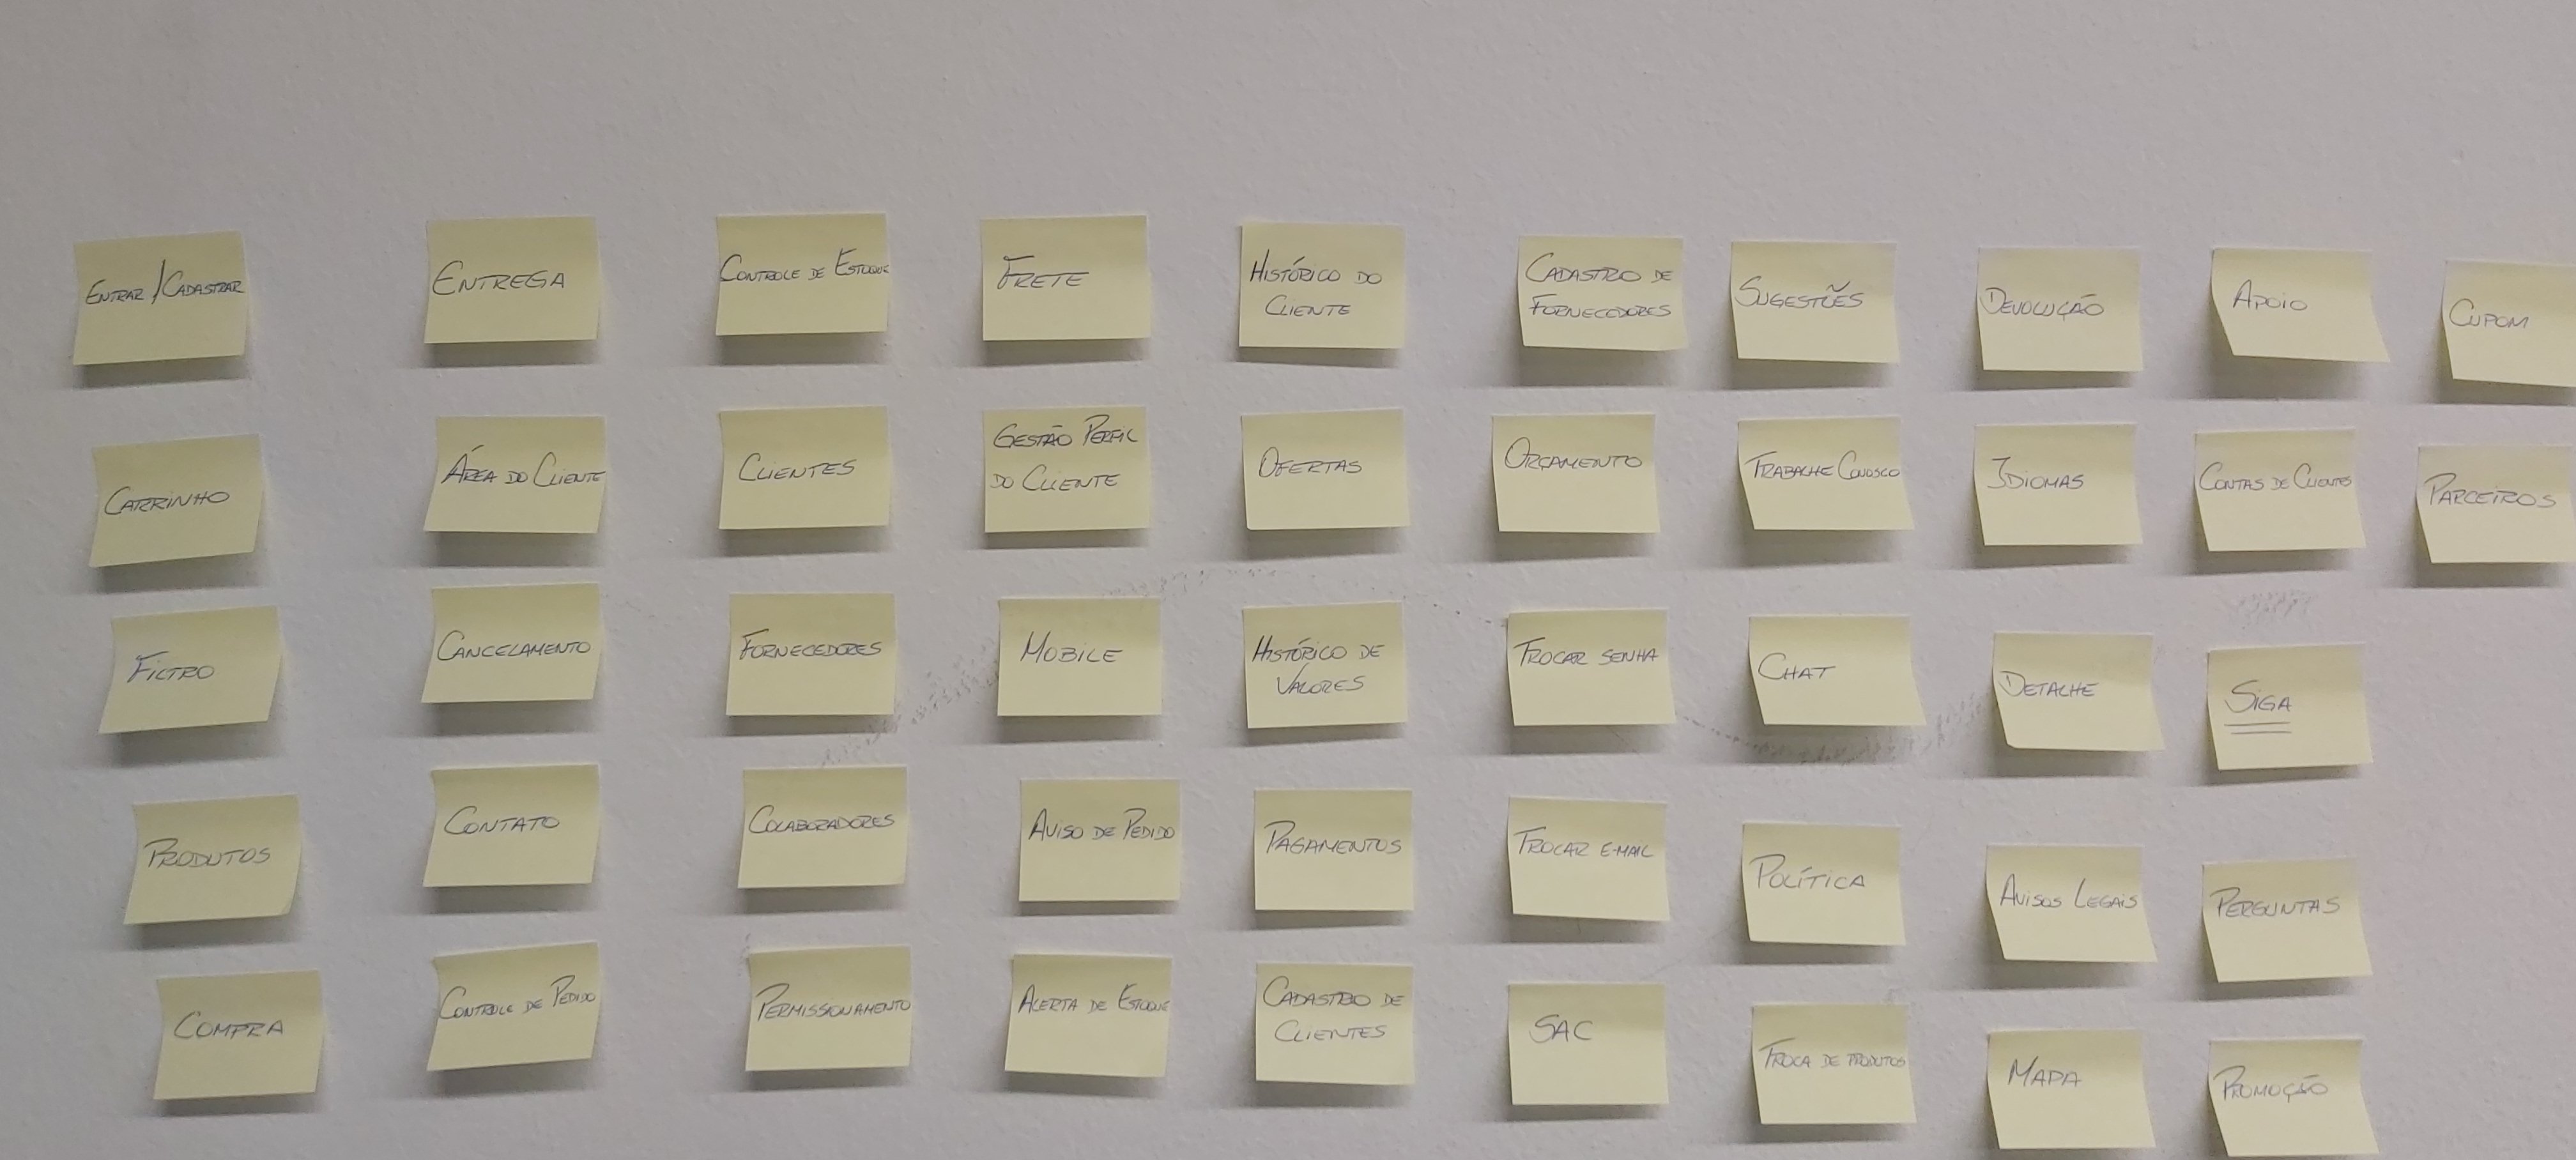 Entrar / Cadastrar
Entrega
Controle de Estoque
Frete
Histórico do
Cliente
Cadastro de
Fornecedores
Sugestões
Devolução
Apoio
Cupom
Carrinho
Área do Cliente
Clientes
Gestão Perfil
do Cliente
Ofertas
Orçamento
Trabalhe Conosco
Idiomas
Contas de Clientes
Parceiros
Filtro
Cancelamento
Fornecedores
Mobile
Histórico de
Valores
Trocar senha
Chat
Detalhe
Siga
Produtos
Contato
Colaboradores
Aviso de Pedido
Pagamentos
Trocar e-mail
Política
Avisos Legais
Perguntas
Compra
Controle de Pedido
Permissionamento
Alerta de Estoque
Cadastro de
Clientes
SAC
Troca de produtos
Mapa
Promoção